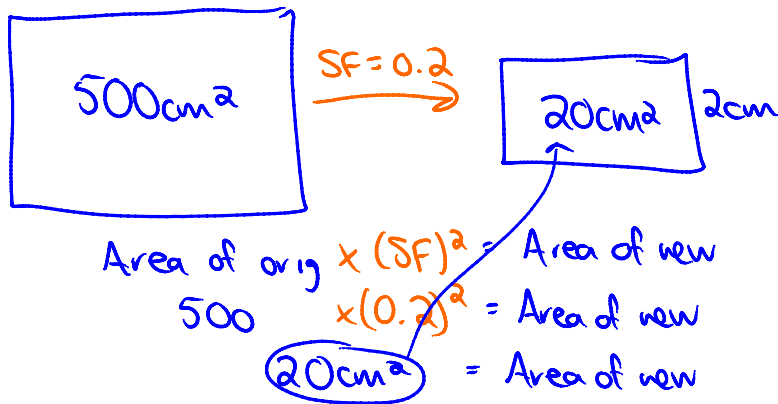 500cm²
SF=0.2
20cm²
2cm
Area of orig × (SF)² = Area of new
500 ×(0.2)² = Area of new
20cm² = Area of new